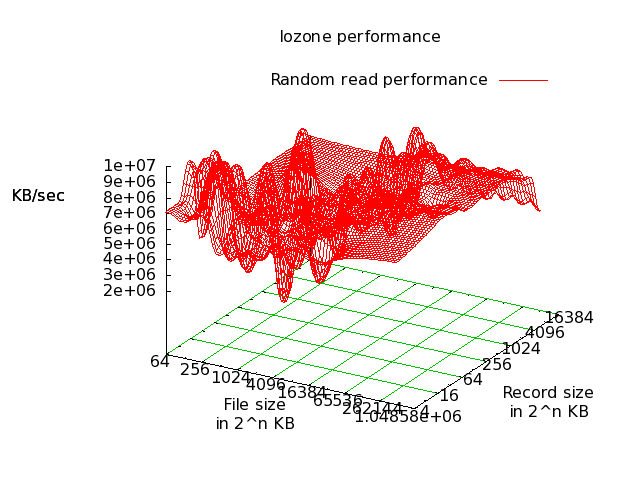 Iozone performance
Random read performance
1e+07
9e+06
8e+06
7e+06
6e+06
5e+06
4e+06
3e+06
2e+06
KB/sec
64
256
1024
4096
16384
65536
262144
1.04858e+06
File size
in 2^n KB
4
16
64
256
1024
4096
16384
Record size
in 2^n KB